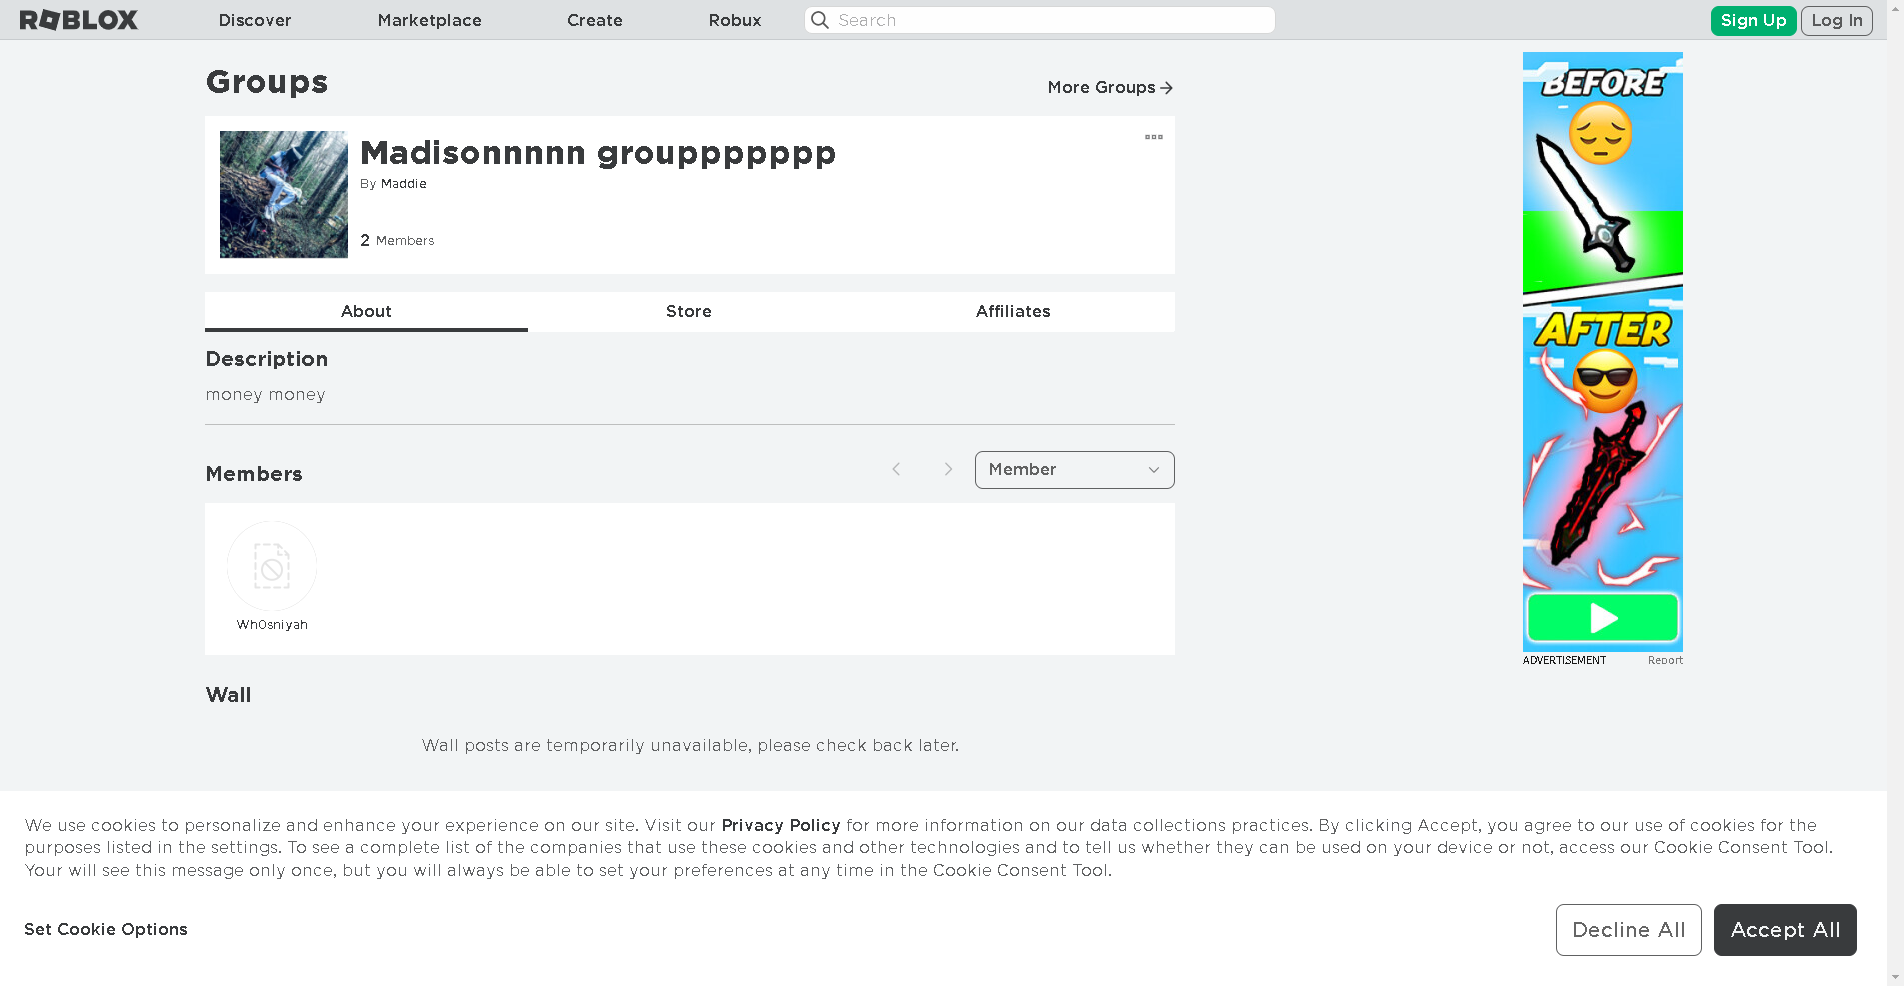 ROBLOX
Discover
Marketplace
Create
Robux
Search
Sign Up
Log In
Groups
More Groups
Madisonnnnn grouppppppp
By Maddie
2 Members
About
Store
Affiliates
Description
money money
Members
Member
Wh0sniyah
Wall
Wall posts are temporarily unavailable, please check back later.
BEFORE
AFTER
ADVERTISEMENT
Report
We use cookies to personalize and enhance your experience on our site. Visit our Privacy Policy for more information on our data collections practices. By clicking Accept, you agree to our use of cookies for the
purposes listed in the settings. To see a complete list of the companies that use these cookies and other technologies and to tell us whether they can be used on your device or not, access our Cookie Consent Tool.
Your will see this message only once, but you will always be able to set your preferences at any time in the Cookie Consent Tool.
Set Cookie Options
Decline All
Accept All